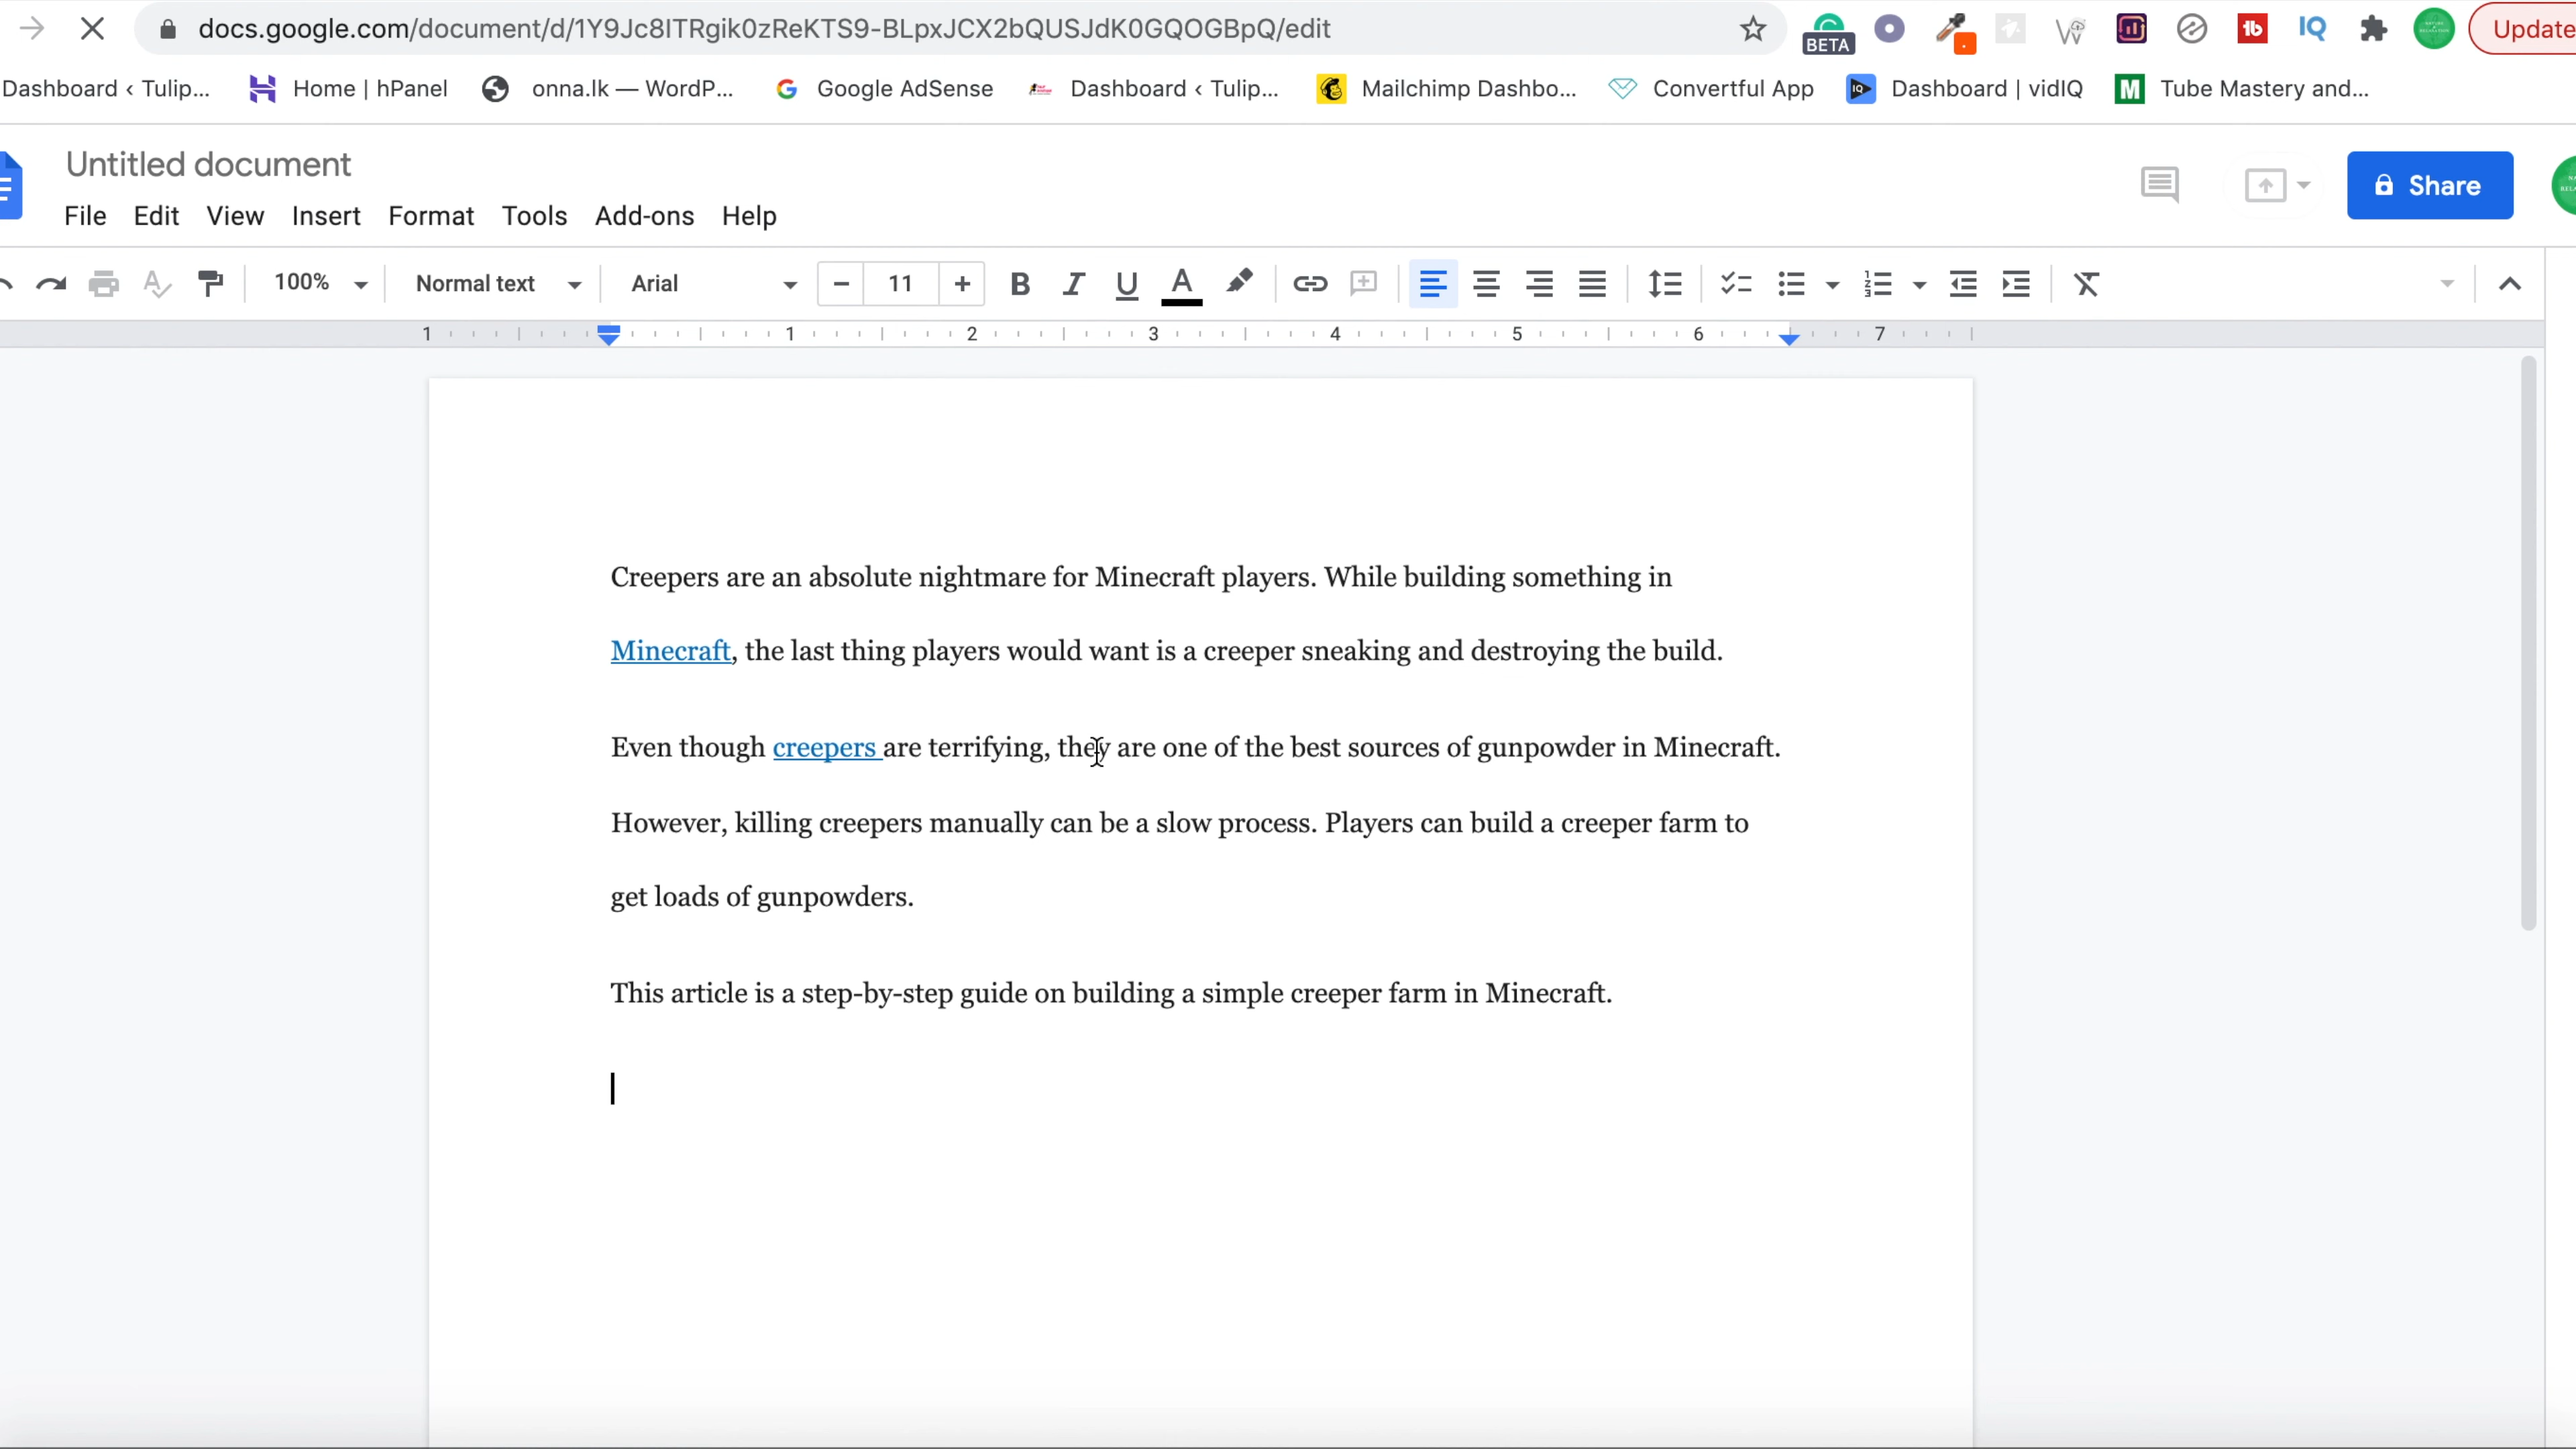 docs.google.com/document/d/1Y9Jc8ITRgik0zReKTS9-BLpxJCX2bQUSJdK0GQOGBpQ/edit
BETA
1b
IQ
Update
Dashboard ‹ Tulip... Home | hPanel onna.lk — WordP... Google AdSense Dashboard ‹ Tulip... Mailchimp Dashbo... Convertful App Dashboard | vidIQ Tube Mastery and...
Untitled document
File Edit View Insert Format Tools Add-ons Help
Share
100% Normal text Arial − 11 + B I U A
1 1 2 3 4 5 6 7
Creepers are an absolute nightmare for Minecraft players. While building something in
Minecraft, the last thing players would want is a creeper sneaking and destroying the build.
Even though creepers are terrifying, they are one of the best sources of gunpowder in Minecraft.
However, killing creepers manually can be a slow process. Players can build a creeper farm to
get loads of gunpowders.
This article is a step-by-step guide on building a simple creeper farm in Minecraft.